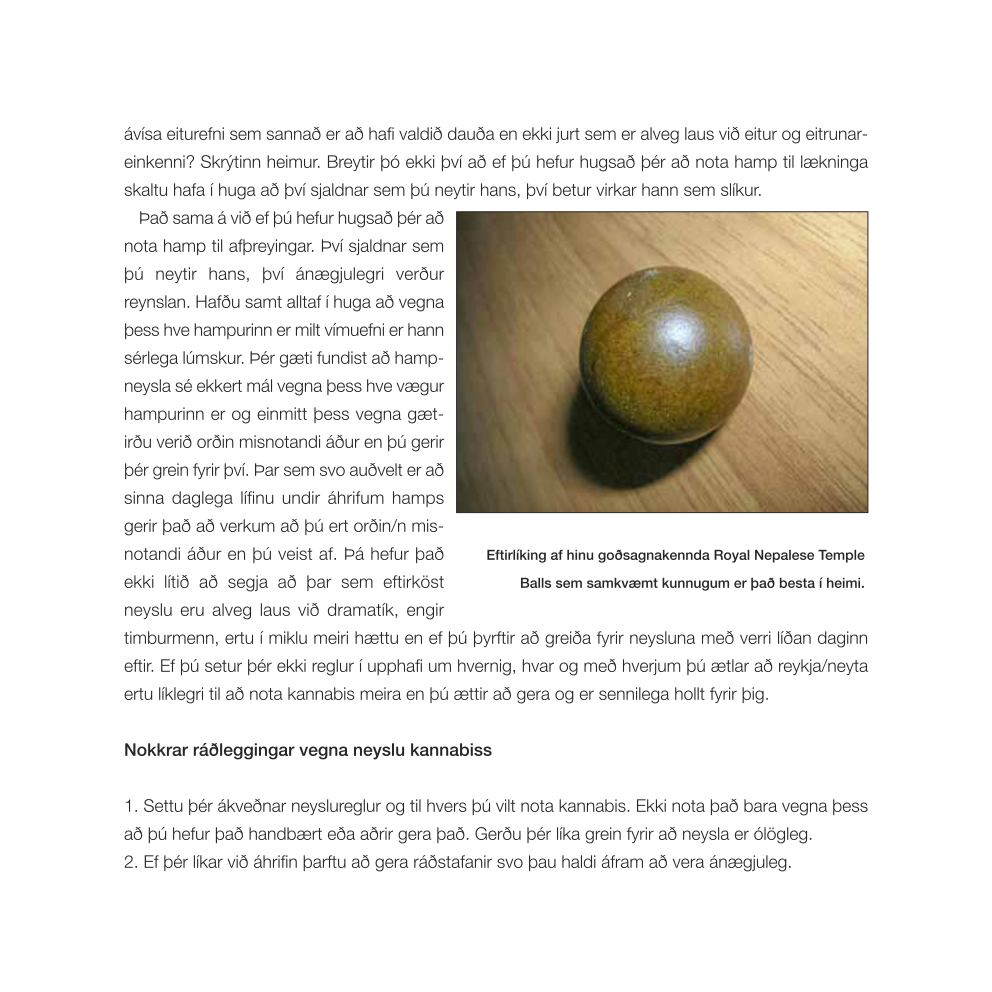 ávísa eiturefni sem sannað er að hafi valdið dauða en ekki jurt sem er alveg laus við eitur og eitrunar-
einkenni? Skrýtinn heimur. Breytir þó ekki því að ef þú hefur hugsað þér að nota hamp til lækninga
skaltu hafa í huga að því sjaldnar sem þú neytir hans, því betur virkar hann sem slíkur.
Það sama á við ef þú hefur hugsað þér að
nota hamp til afþreyingar. Því sjaldnar sem
þú neytir hans, því ánægjulegri verður
reynslan. Hafðu samt alltaf í huga að vegna
þess hve hampurinn er milt vímuefni er hann
sérlega lúmskur. Þér gæti fundist að hamp-
neysla sé ekkert mál vegna þess hve vægur
hampurinn er og einmitt þess vegna gæt-
irðu verið orðin misnotandi áður en þú gerir
þér grein fyrir því. Þar sem svo auðvelt er að
sinna daglega lífinu undir áhrifum hamps
gerir það að verkum að þú ert orðin/n mis-
notandi áður en þú veist af. Þá hefur það
ekki lítið að segja að þar sem eftirköst
neyslu eru alveg laus við dramatík, engir
timburmenn, ertu í miklu meiri hættu en ef þú þyrftir að greiða fyrir neysluna með verri líðan daginn
eftir. Ef þú setur þér ekki reglur í upphafi um hvernig, hvar og með hverjum þú ætlar að reykja/neyta
ertu líklegri til að nota kannabis meira en þú ættir að gera og er sennilega hollt fyrir þig.
Eftirlíking af hinu goðsagnakennda Royal Nepalese Temple
Balls sem samkvæmt kunnugum er það besta í heimi.
Nokkrar ráðleggingar vegna neyslu kannabiss
1. Settu þér ákveðnar neyslureglur og til hvers þú vilt nota kannabis. Ekki nota það bara vegna þess
að þú hefur það handbært eða aðrir gera það. Gerðu þér líka grein fyrir að neysla er ólögleg.
2. Ef þér líkar við áhrifin þarftu að gera ráðstafanir svo þau haldi áfram að vera ánægjuleg.